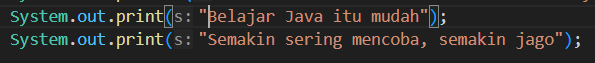 System.out.print(s:"Belajar Java itu mudah");
System.out.print(s:"Semakin sering mencoba, semakin jago");